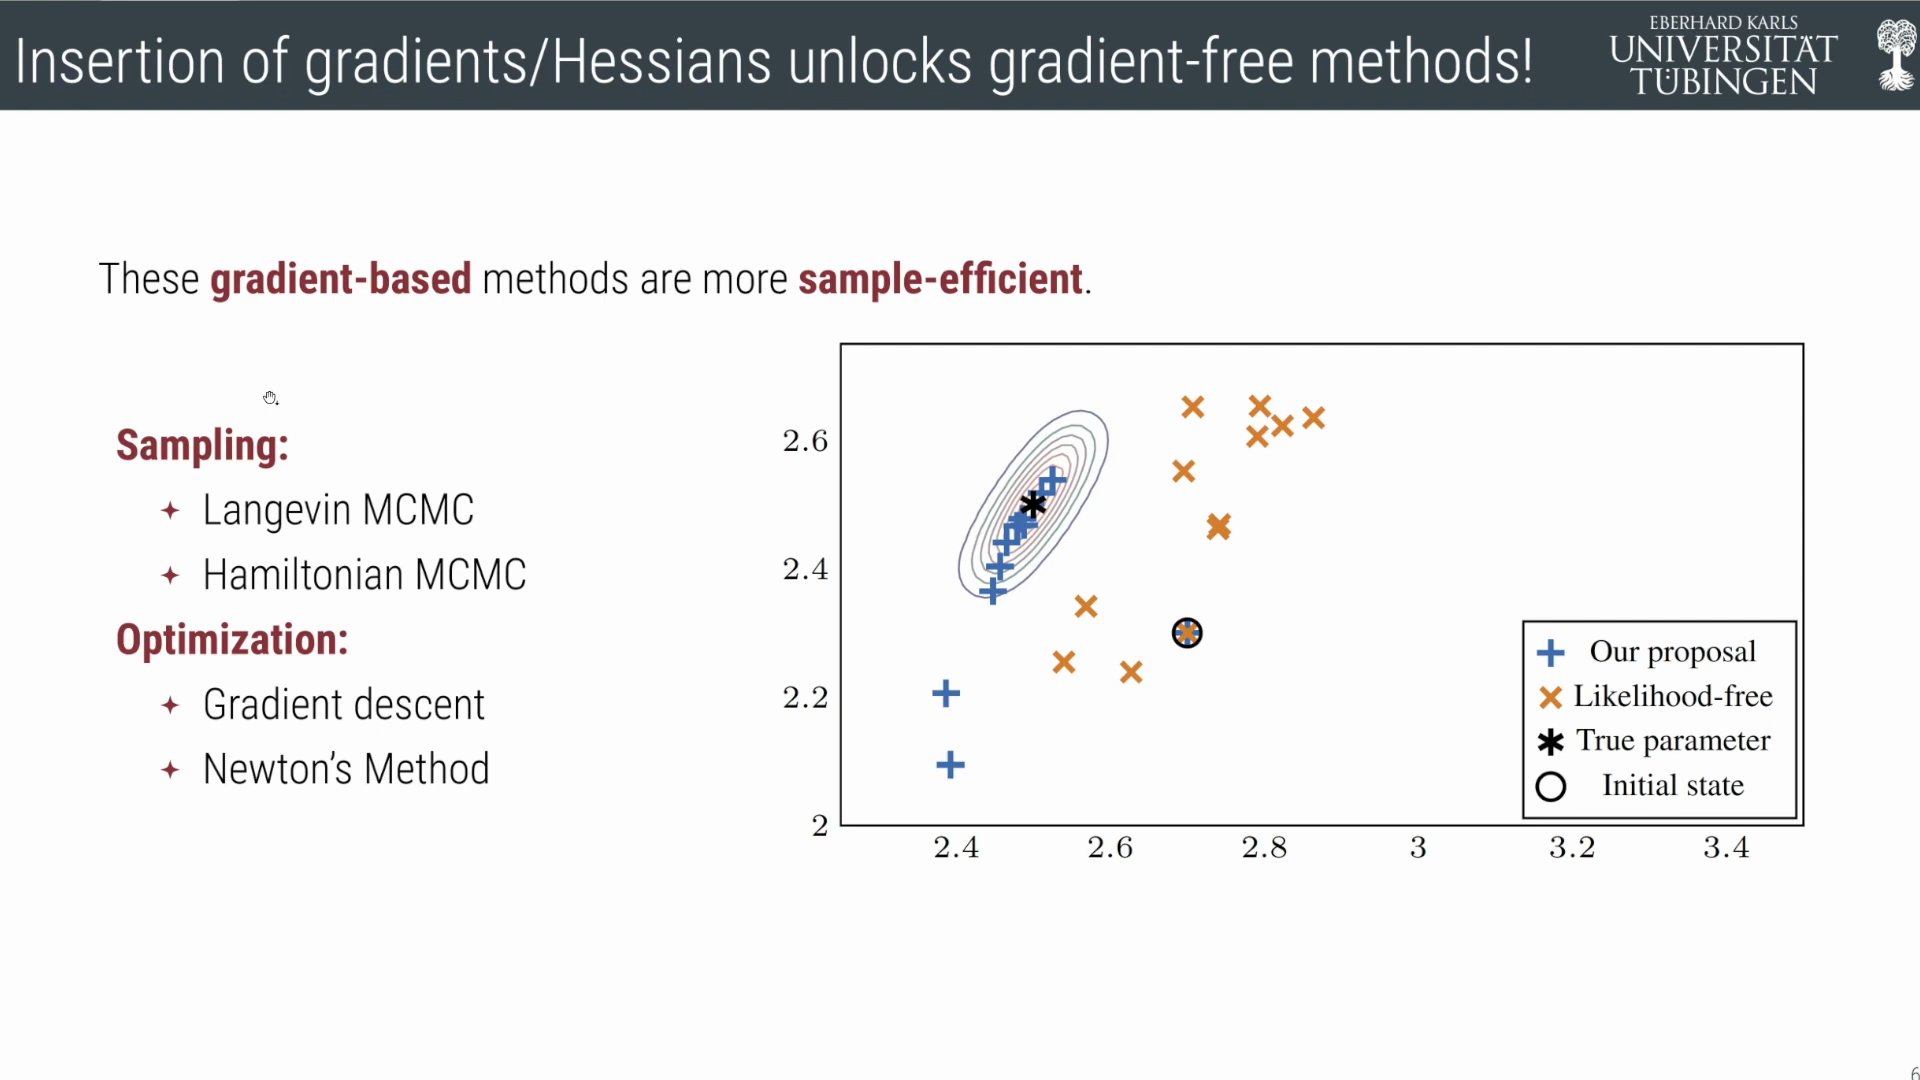 Insertion of gradients/Hessians unlocks gradient-free methods!
EBERHARD KARLS
UNIVERSITÄT
TÜBINGEN
These gradient-based methods are more sample-efficient.
Sampling:
Langevin MCMC
Hamiltonian MCMC
Optimization:
Gradient descent
Newton's Method
2.6
2.4
2.2
2
2.4 2.6 2.8 3 3.2 3.4
Our proposal
Likelihood-free
True parameter
Initial state
6